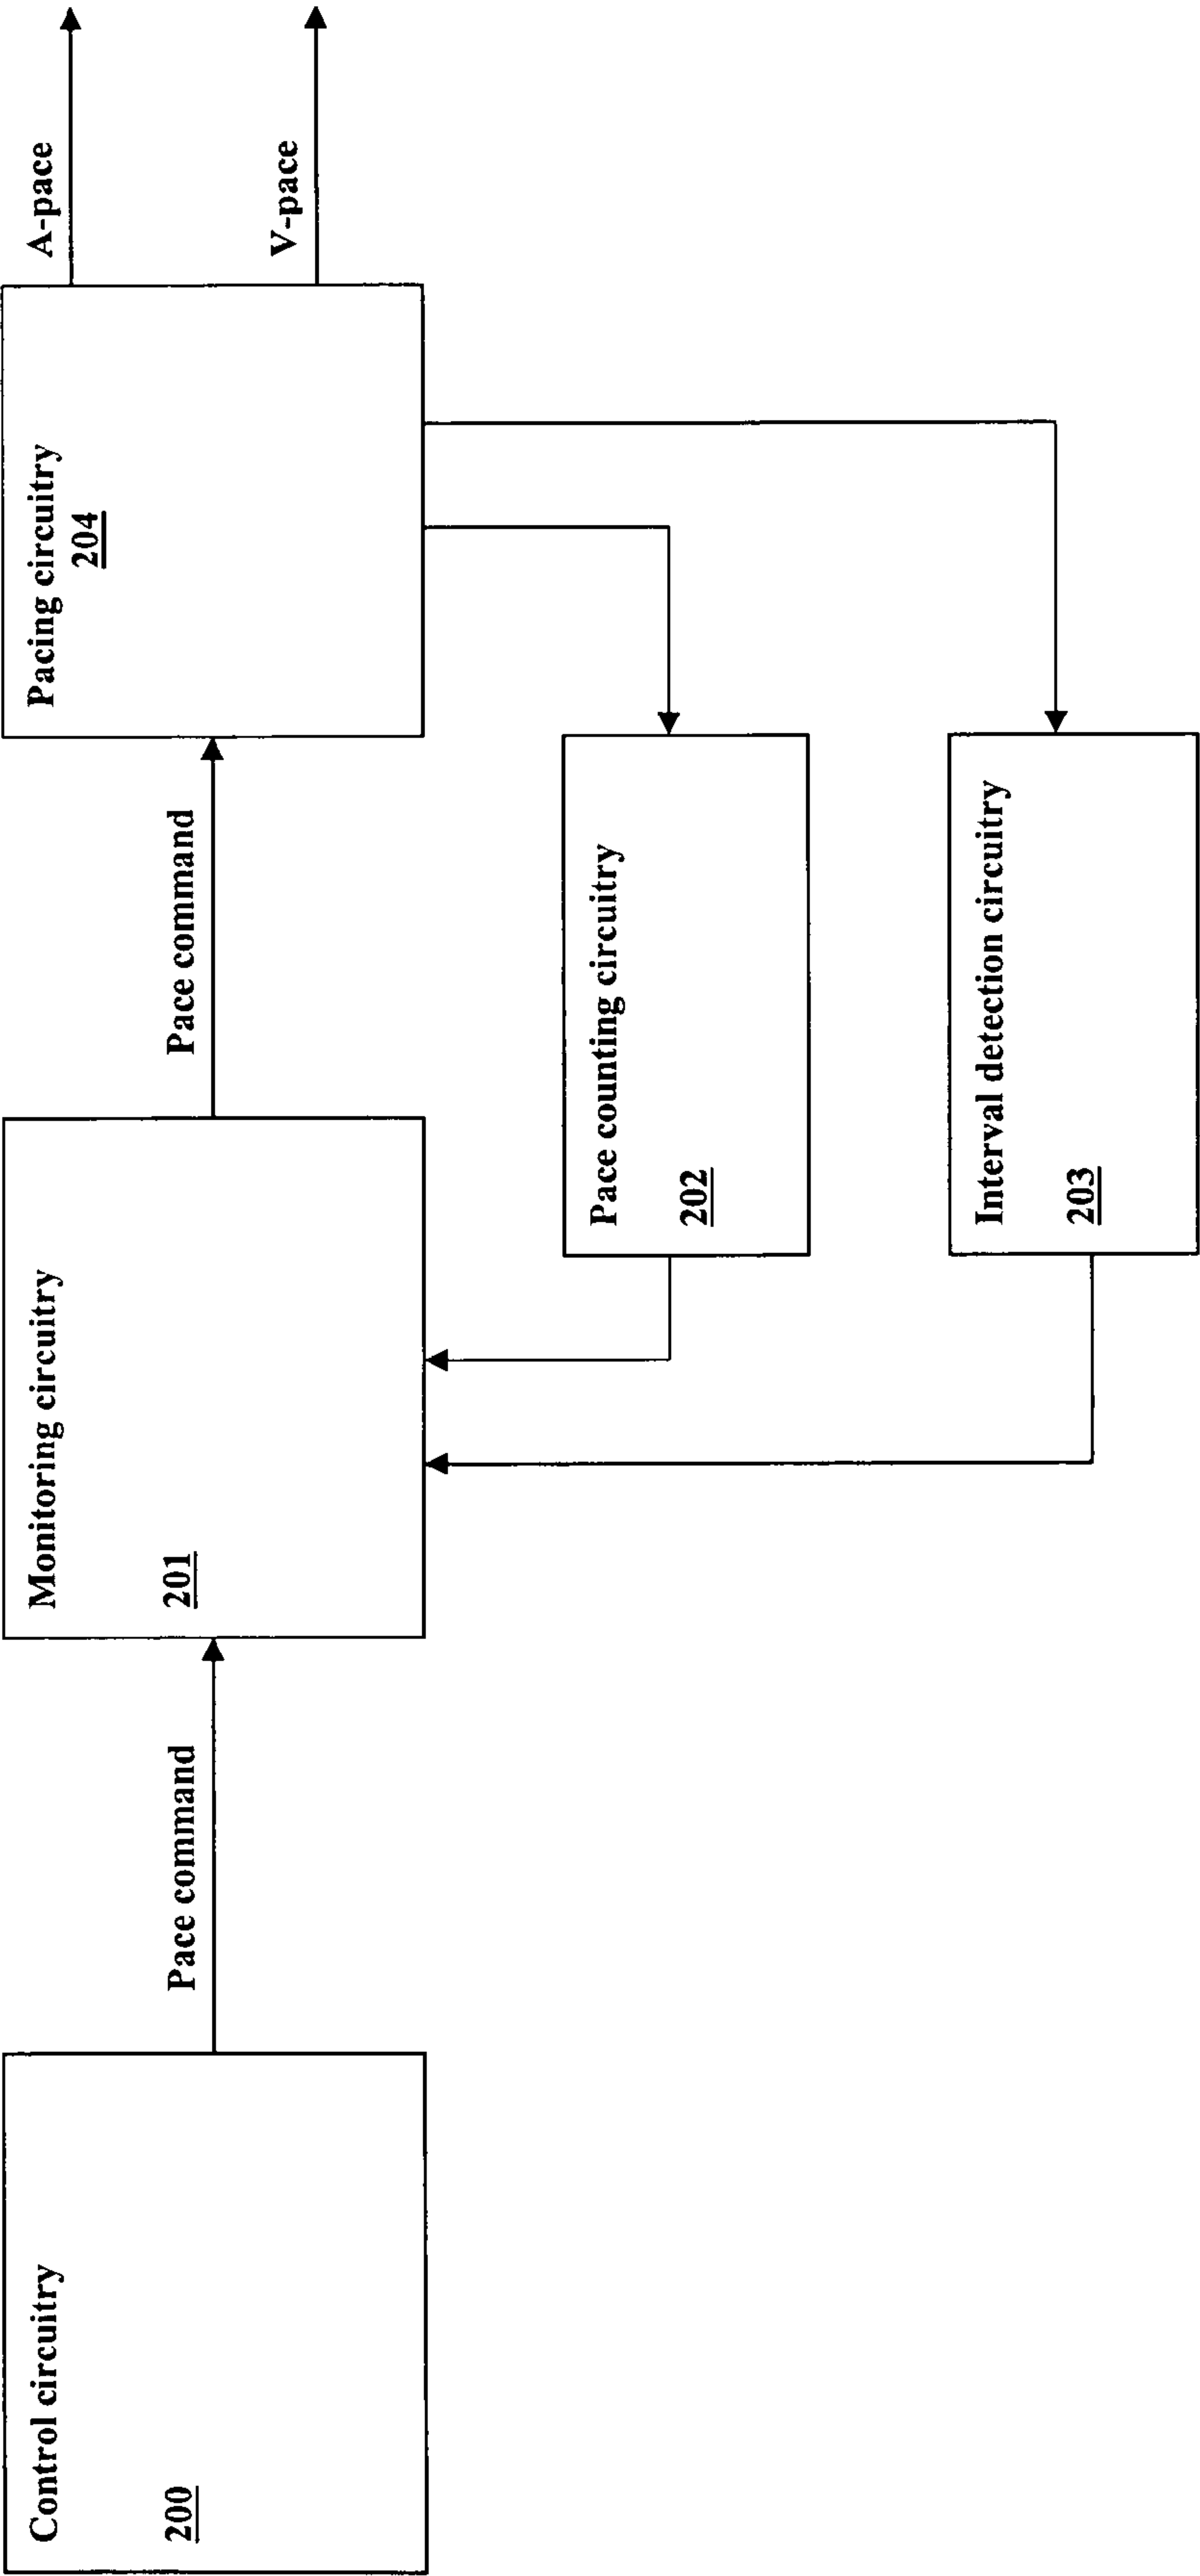 Control circuitry
200
Pace command
Monitoring circuitry
201
Pace command
Pacing circuitry
204
A-pace
V-pace
Pace counting circuitry
202
Interval detection circuitry
203